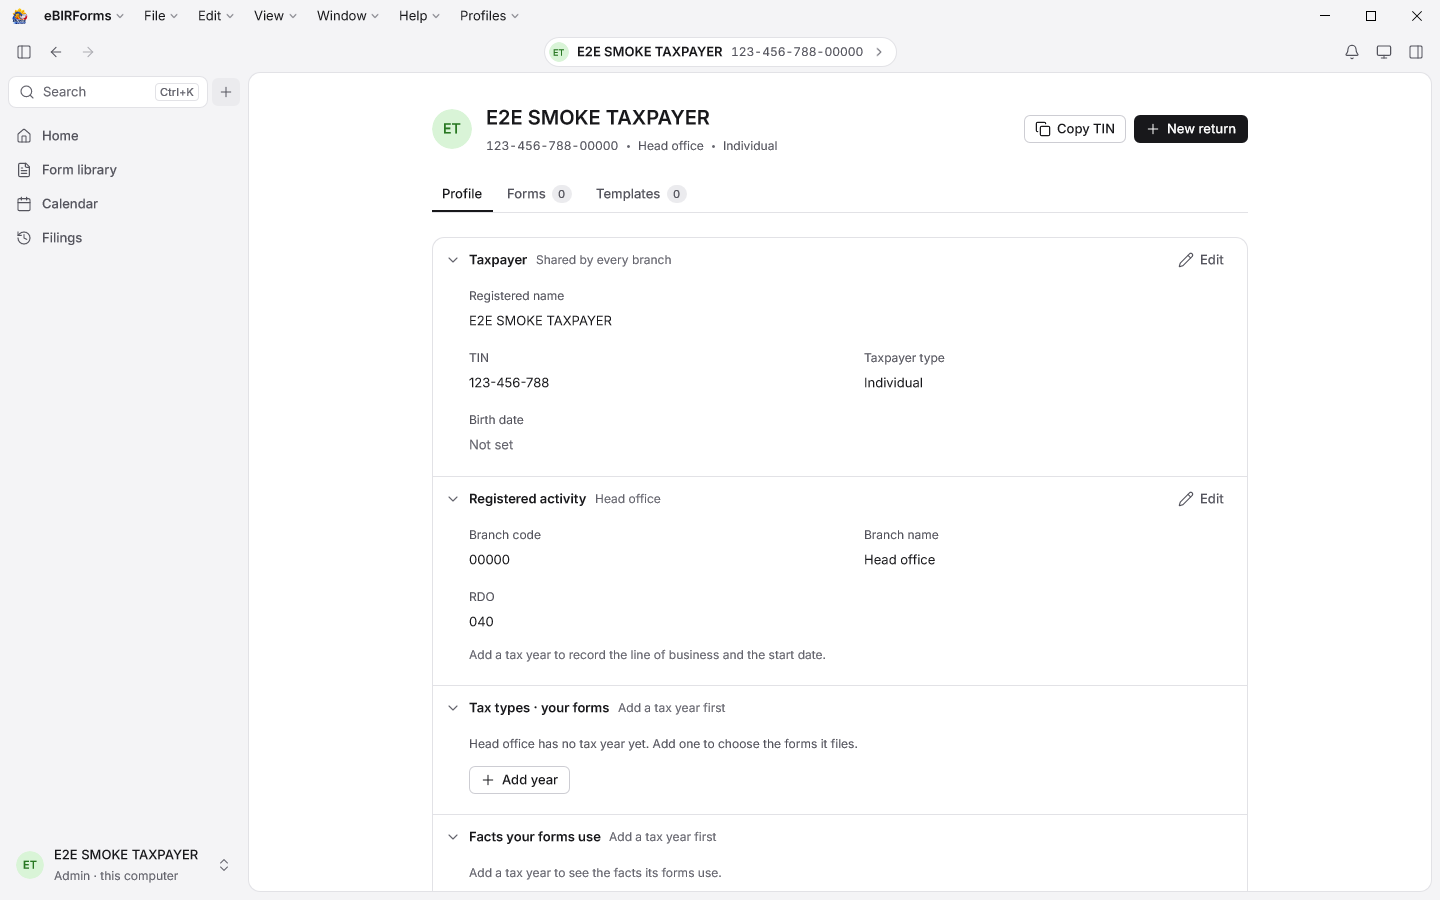 eBIRForms File Edit View Window Help Profiles
ET E2E SMOKE TAXPAYER 123-456-788-00000
Search Ctrl+K
Home
Form library
Calendar
Filings
ET E2E SMOKE TAXPAYER
Admin · this computer
ET E2E SMOKE TAXPAYER
123-456-788-00000 • Head office • Individual
Copy TIN New return
Profile Forms 0 Templates 0
Taxpayer Shared by every branch Edit
Registered name
E2E SMOKE TAXPAYER
TIN Taxpayer type
123-456-788 Individual
Birth date
Not set
Registered activity Head office Edit
Branch code Branch name
00000 Head office
RDO
040
Add a tax year to record the line of business and the start date.
Tax types · your forms Add a tax year first
Head office has no tax year yet. Add one to choose the forms it files.
Add year
Facts your forms use Add a tax year first
Add a tax year to see the facts its forms use.